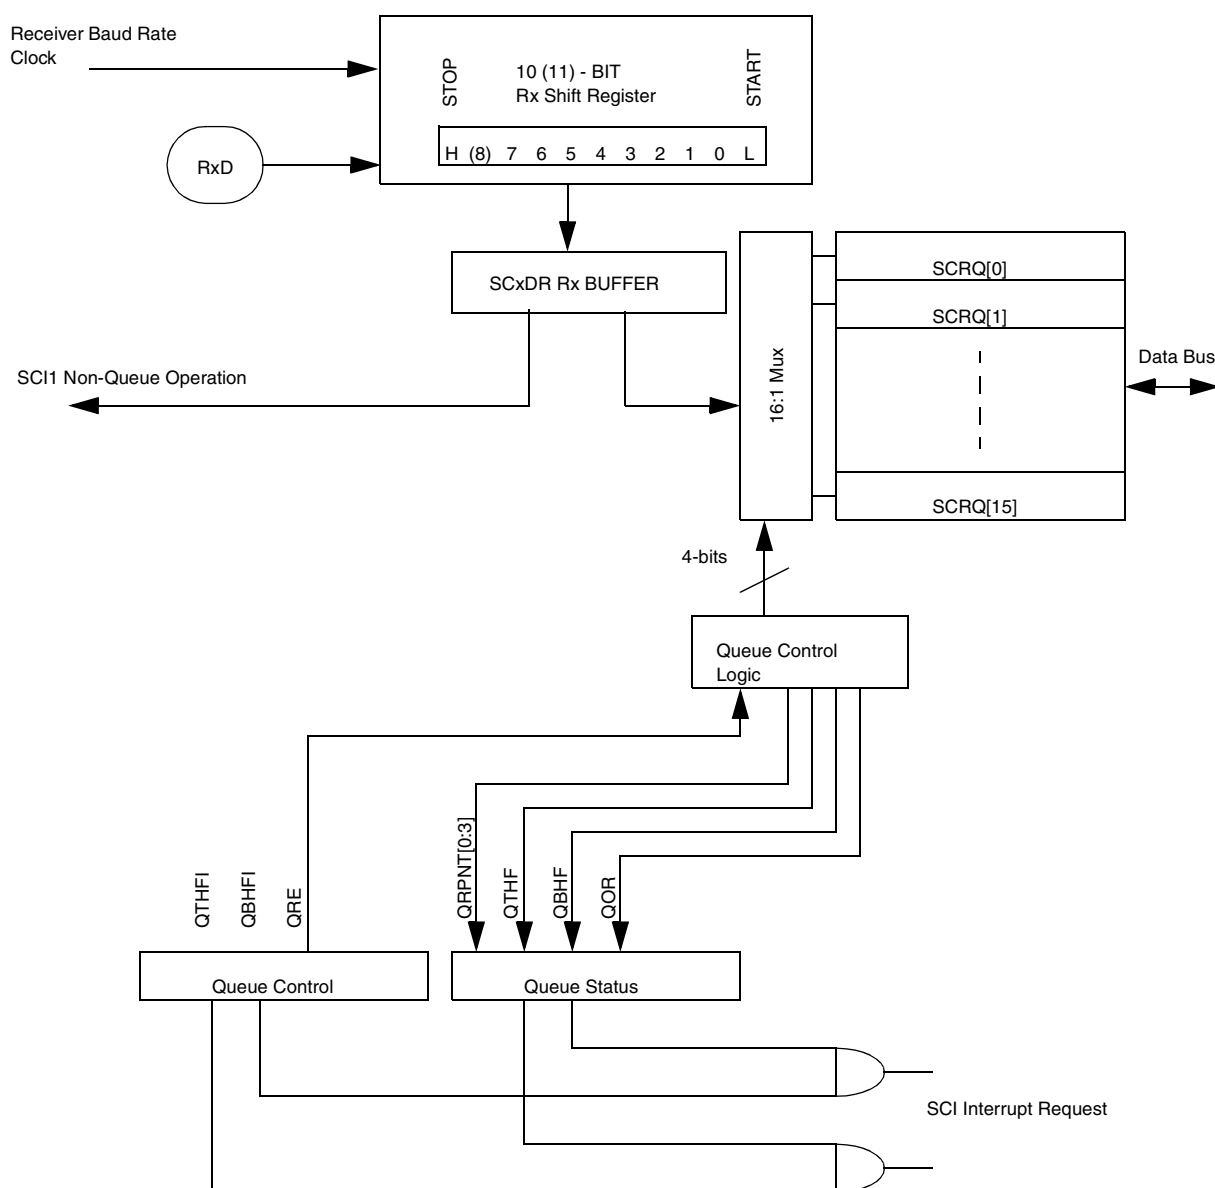 Receiver Baud Rate
Clock
STOP
10 (11) - BIT
Rx Shift Register
START
H (8) 7 6 5 4 3 2 1 0 L
RxD
SCxDR Rx BUFFER
16:1 Mux
SCRQ[0]
SCRQ[1]
SCRQ[15]
Data Bus
SCI1 Non-Queue Operation
4-bits
Queue Control
Logic
QTHFI
QBHFI
QRE
QRPNT[0:3]
QTHF
QBHF
QOR
Queue Control
Queue Status
SCI Interrupt Request